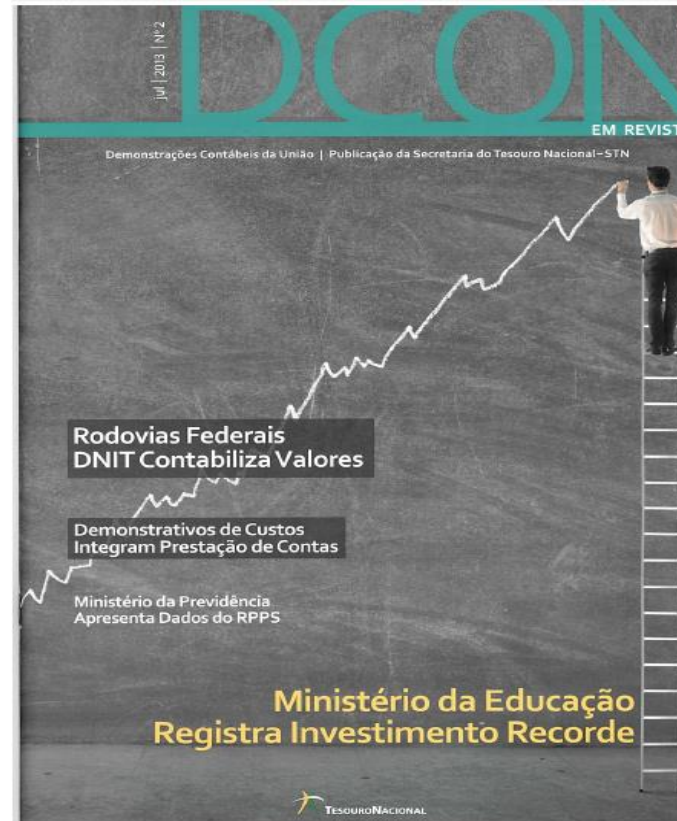 jul | 2013 | Nº 2
DCON
EM REVIST
Demonstrações Contábeis da União | Publicação da Secretaria do Tesouro Nacional–STN
Rodovias Federais
DNIT Contabiliza Valores
Demonstrativos de Custos
Integram Prestação de Contas
Ministério da Previdência
Apresenta Dados do RPPS
Ministério da Educação
Registra Investimento Recorde
TESOURONACIONAL